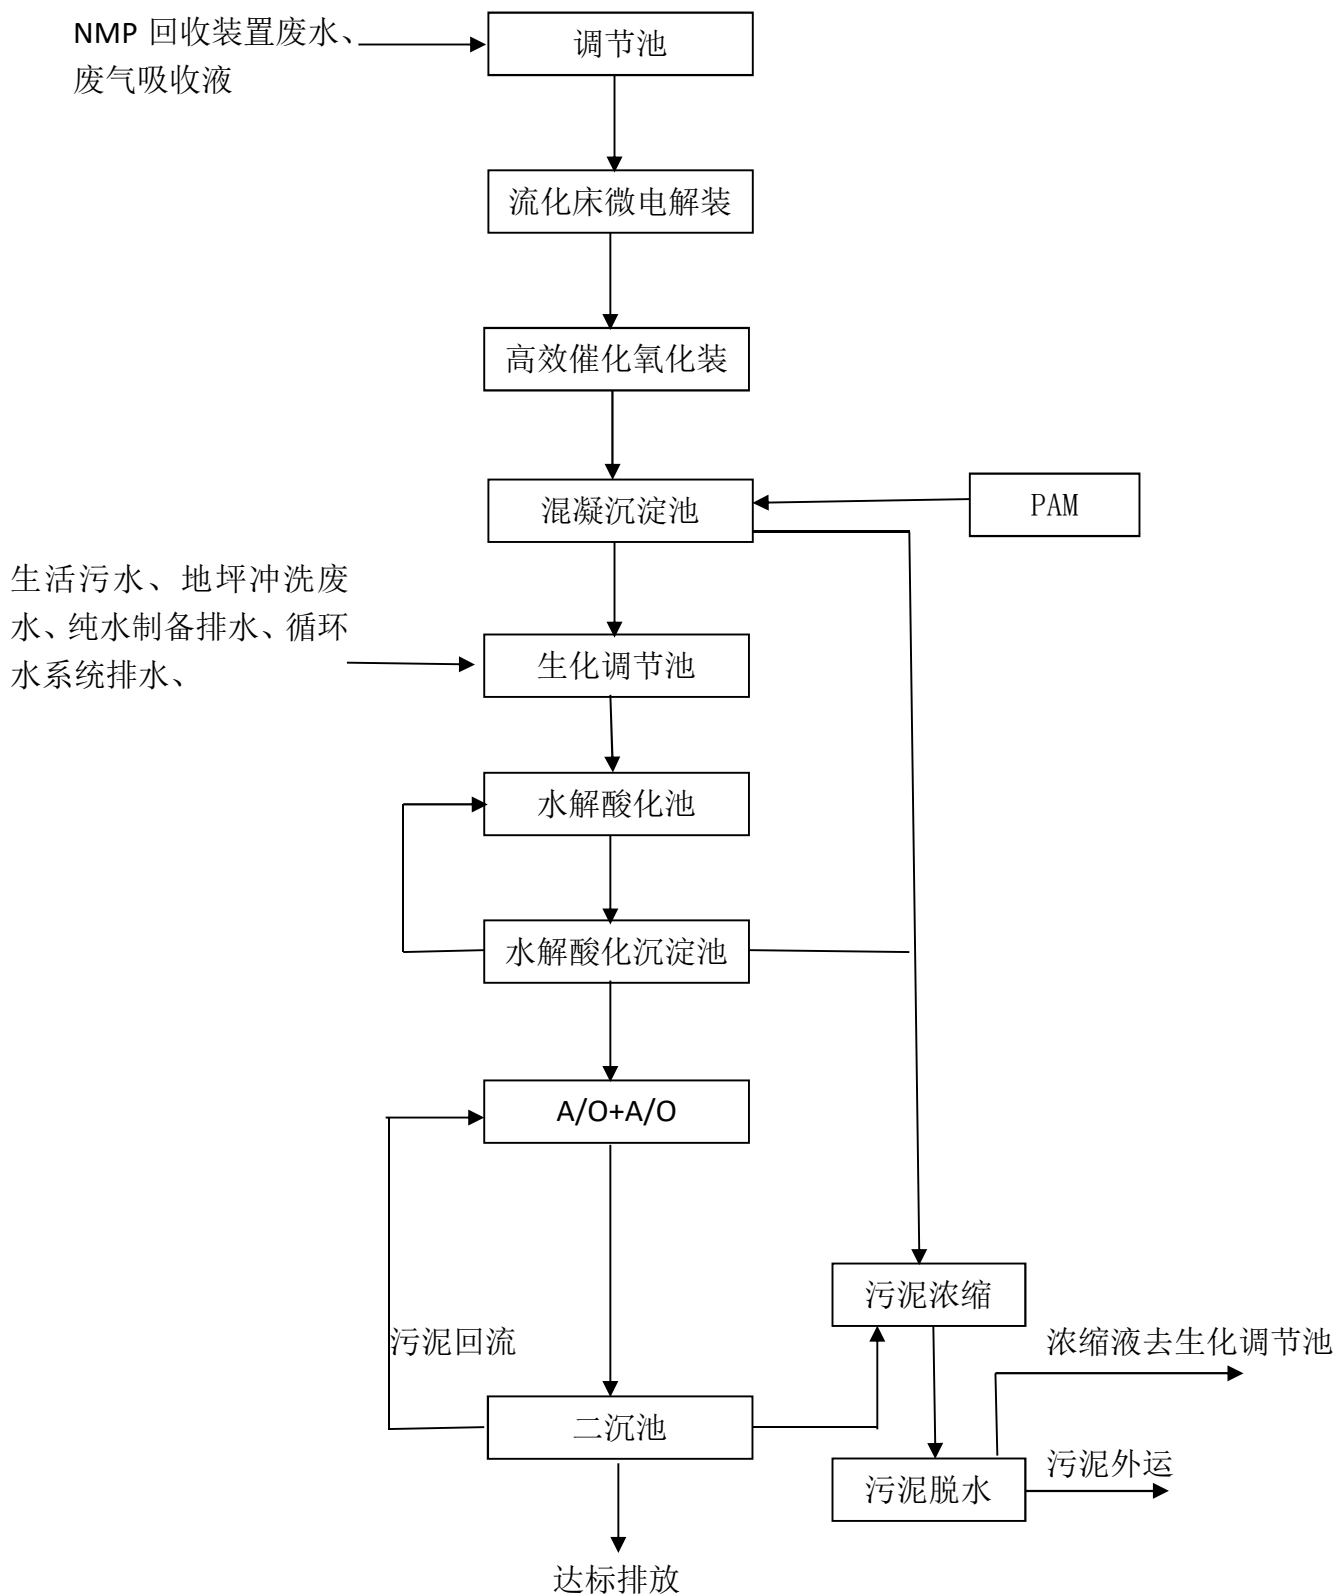 NMP 回收装置废水、
废气吸收液
调节池
流化床微电解装
高效催化氧化装
混凝沉淀池
PAM
生活污水、地坪冲洗废
水、纯水制备排水、循环
水系统排水、
生化调节池
水解酸化池
水解酸化沉淀池
A/O+A/O
污泥浓缩
污泥回流
浓缩液去生化调节池
二沉池
污泥外运
污泥脱水
达标排放